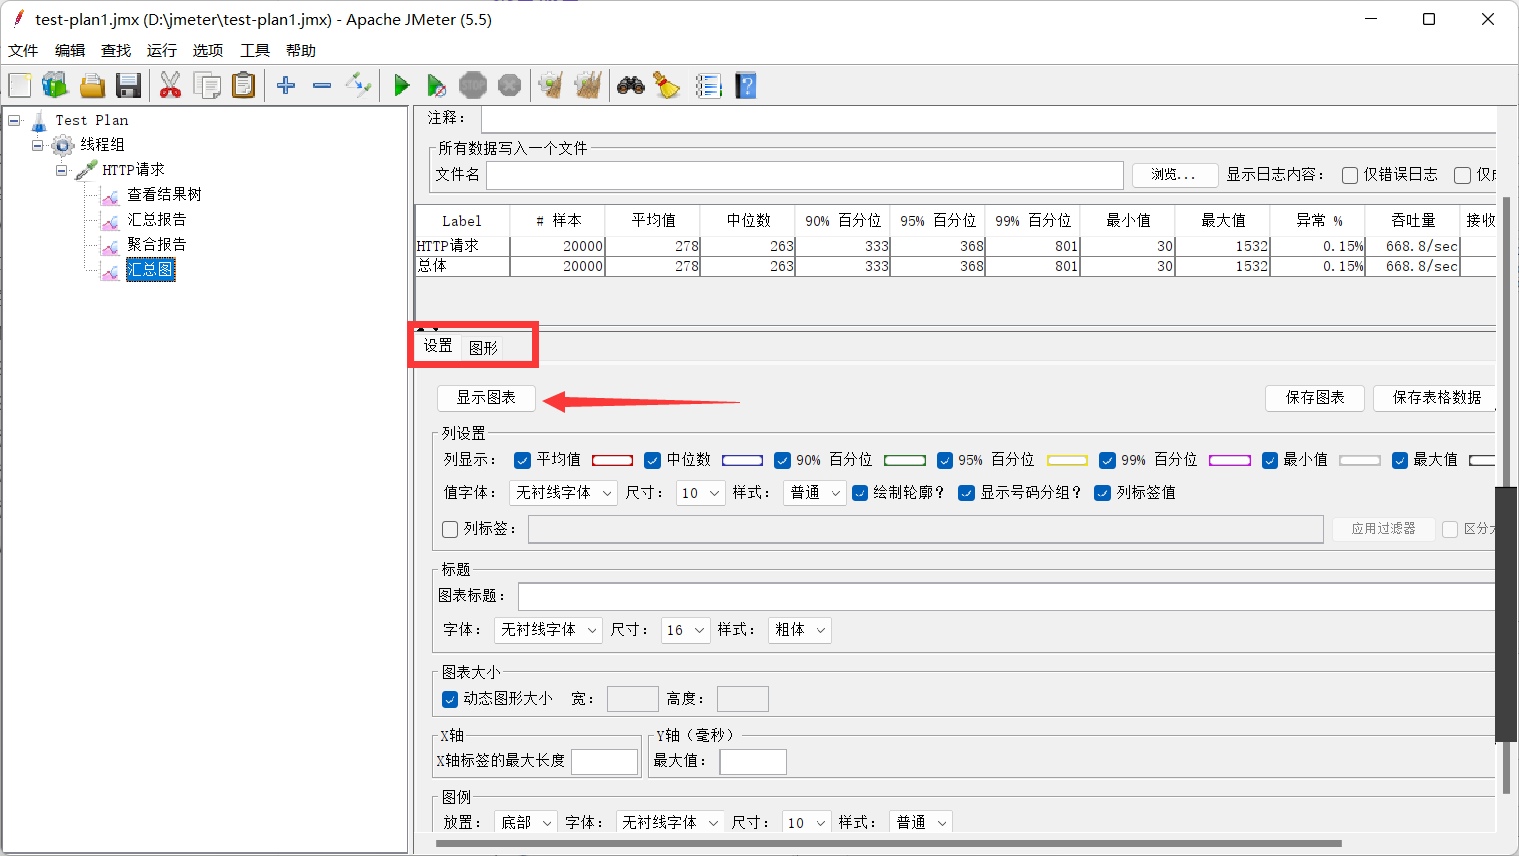 test-plan1.jmx (D:\jmeter\test-plan1.jmx) - Apache JMeter (5.5)
文件 编辑 查找 运行 选项 工具 帮助
STOP
Test Plan
线程组
HTTP请求
查看结果树
汇总报告
聚合报告
汇总图
注释：
所有数据写入一个文件
文件名 浏览... 显示日志内容： 仅错误日志
Label # 样本 平均值 中位数 90% 百分位 95% 百分位 99% 百分位 最小值 最大值 异常 % 吞吐量 接收
HTTP请求 20000 278 263 333 368 801 30 1532 0.15% 668.8/sec
总体 20000 278 263 333 368 801 30 1532 0.15% 668.8/sec
设置 图形
显示图表 保存图表 保存表格数据
列设置
列显示： 平均值 中位数 90% 百分位 95% 百分位 99% 百分位 最小值 最大值
值字体： 无衬线字体 尺寸： 10 样式： 普通 绘制轮廓？ 显示号码分组？ 列标签值
列标签： 应用过滤器 区分
标题
图表标题：
字体： 无衬线字体 尺寸： 16 样式： 粗体
图表大小
动态图形大小 宽： 高度：
X轴 Y轴（毫秒）
X轴标签的最大长度 最大值：
图例
放置： 底部 字体： 无衬线字体 尺寸： 10 样式： 普通